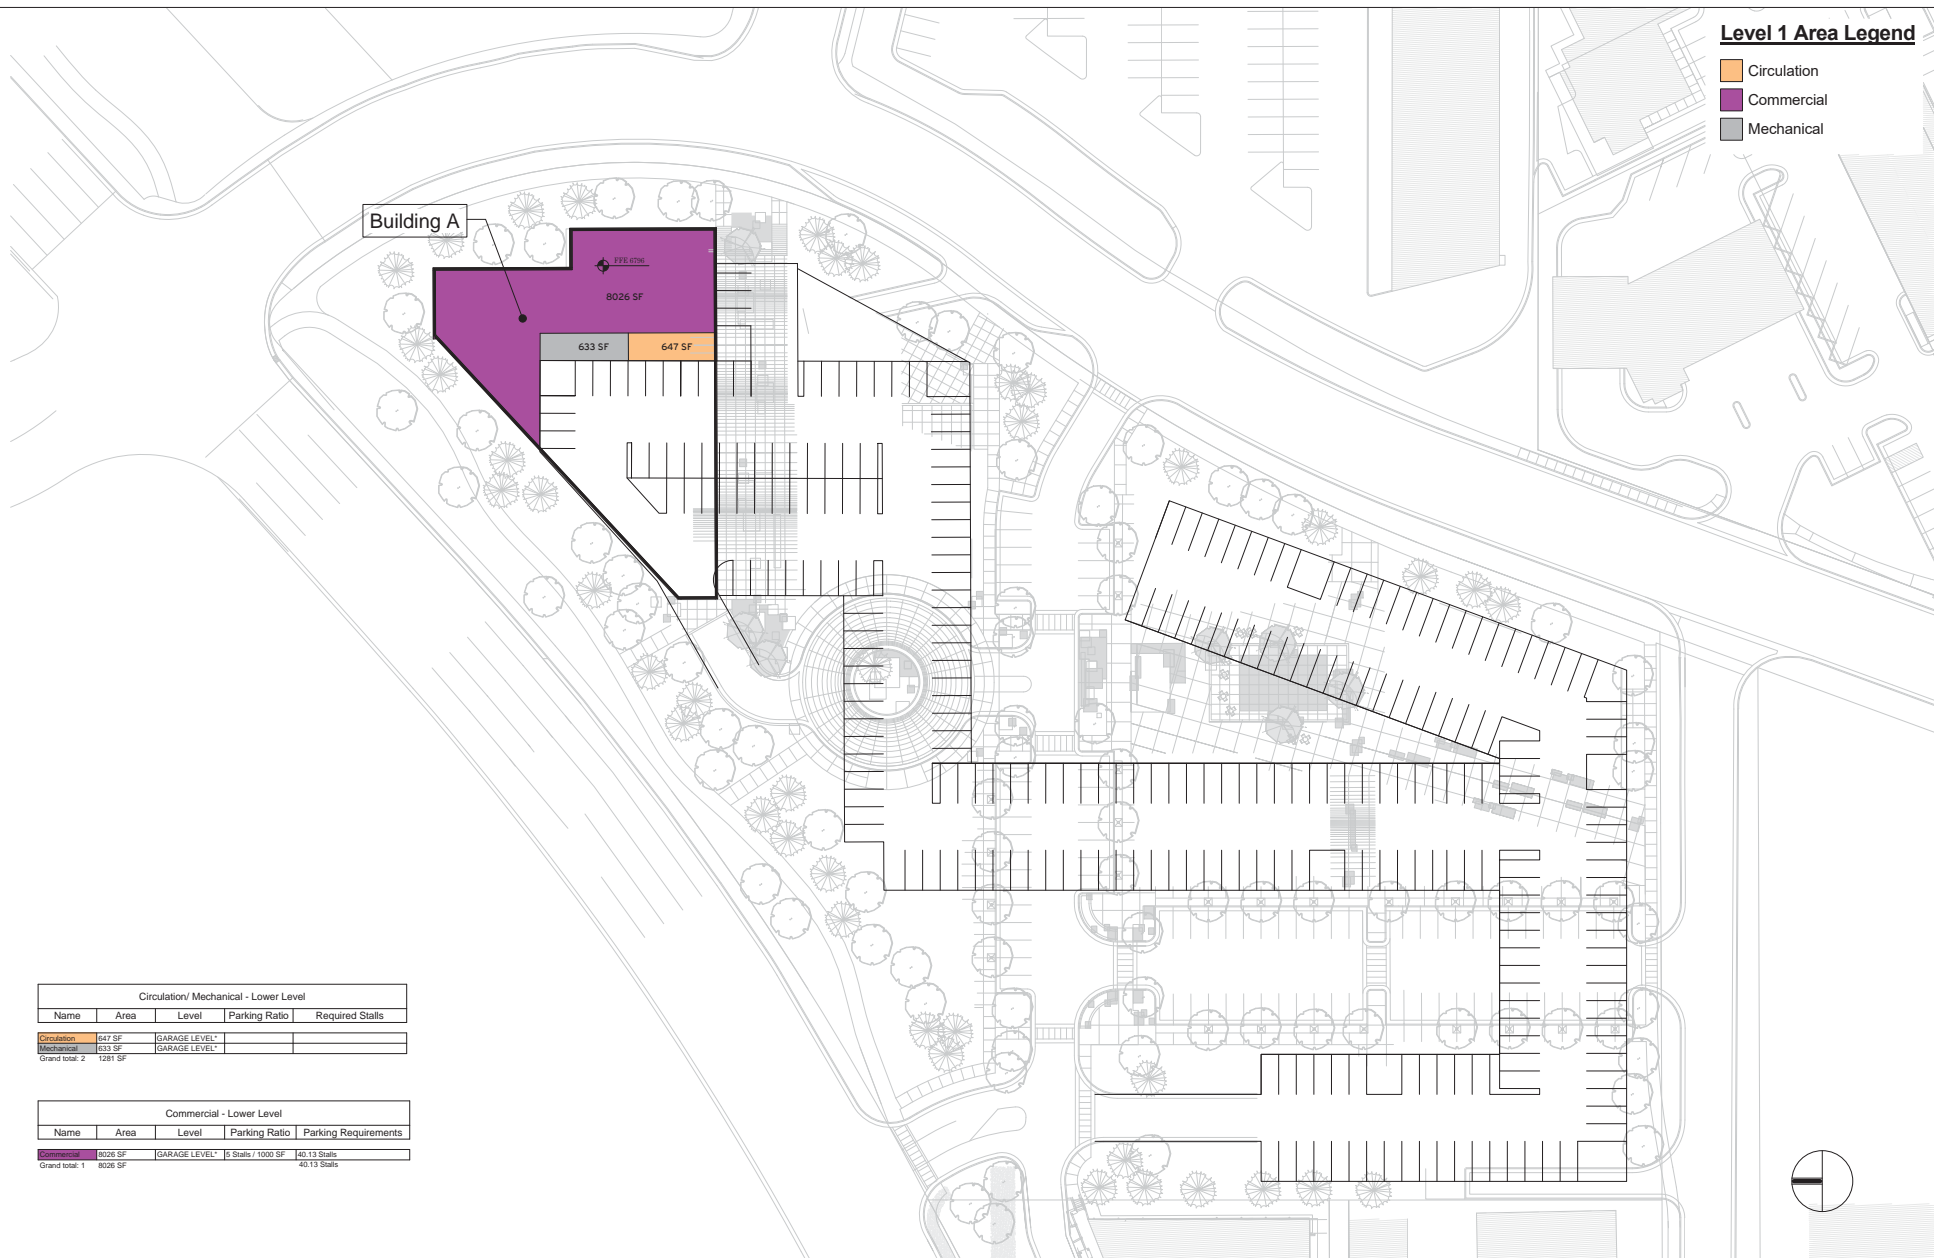 Level 1 Area Legend
Circulation
Commercial
Mechanical
Building A
FFE 6796
8026 SF
633 SF
647 SF
Circulation/ Mechanical - Lower Level
Name Area Level Parking Ratio Required Stalls
Circulation 647 SF GARAGE LEVEL*
Mechanical 633 SF GARAGE LEVEL*
Grand total: 2 1281 SF
Commercial - Lower Level
Name Area Level Parking Ratio Parking Requirements
Commercial 8026 SF GARAGE LEVEL* 5 Stalls / 1000 SF 40.13 Stalls
Grand total: 1 8026 SF 40.13 Stalls